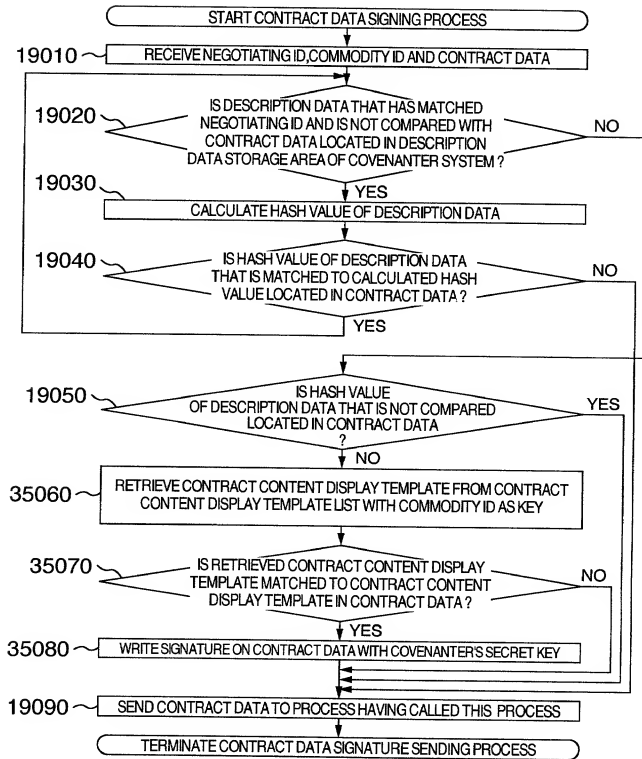 START CONTRACT DATA SIGNING PROCESS
19010
RECEIVE NEGOTIATING ID,COMMODITY ID AND CONTRACT DATA
19020
IS DESCRIPTION DATA THAT HAS MATCHED
NEGOTIATING ID AND IS NOT COMPARED WITH
CONTRACT DATA LOCATED IN DESCRIPTION
DATA STORAGE AREA OF COVENANTER SYSTEM ?
NO
YES
19030
CALCULATE HASH VALUE OF DESCRIPTION DATA
19040
IS HASH VALUE OF DESCRIPTION DATA
THAT IS MATCHED TO CALCULATED HASH
VALUE LOCATED IN CONTRACT DATA ?
NO
YES
19050
IS HASH VALUE
OF DESCRIPTION DATA THAT IS NOT COMPARED
LOCATED IN CONTRACT DATA
?
YES
NO
35060
RETRIEVE CONTRACT CONTENT DISPLAY TEMPLATE FROM CONTRACT
CONTENT DISPLAY TEMPLATE LIST WITH COMMODITY ID AS KEY
35070
IS RETRIEVED CONTRACT CONTENT DISPLAY
TEMPLATE MATCHED TO CONTRACT CONTENT
DISPLAY TEMPLATE IN CONTRACT DATA ?
NO
YES
35080
WRITE SIGNATURE ON CONTRACT DATA WITH COVENANTER'S SECRET KEY
19090
SEND CONTRACT DATA TO PROCESS HAVING CALLED THIS PROCESS
TERMINATE CONTRACT DATA SIGNATURE SENDING PROCESS